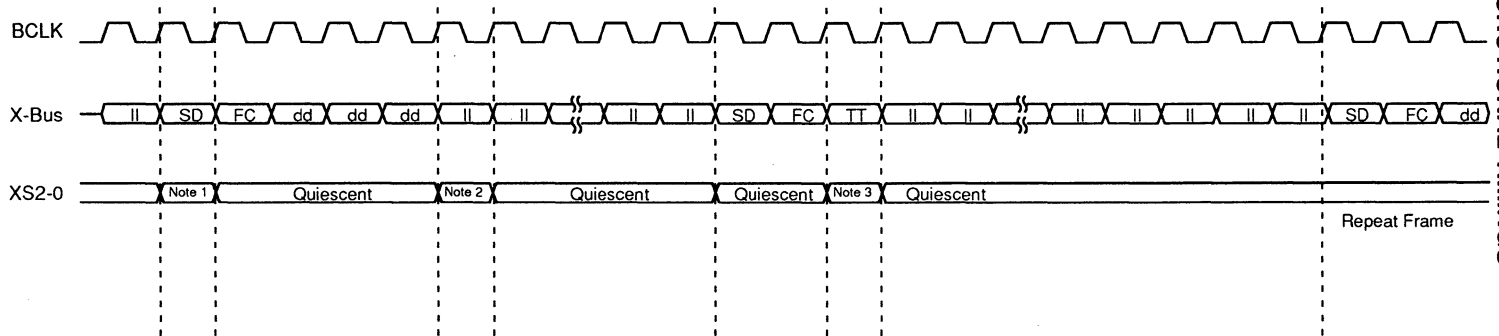 BCLK
X-Bus II SD FC dd dd dd II II II II SD FC TT II II II II II II II SD FC dd
XS2-0 Note 1 Quiescent Note 2 Quiescent Quiescent Note 3 Quiescent
Repeat Frame